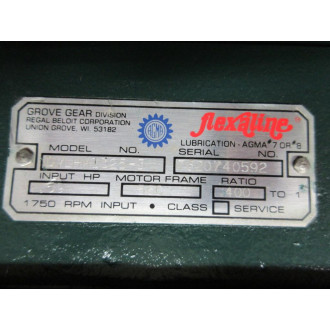 GROVE GEAR DIVISION
REGAL BELOIT CORPORATION
UNION GROVE, WI. 53182
AGMA
flexaline
LUBRICATION - AGMA #7 OR #8
MODEL NO.
SERIAL NO.
INPUT HP
MOTOR FRAME
RATIO
TO 1
1750 RPM INPUT • CLASS SERVICE